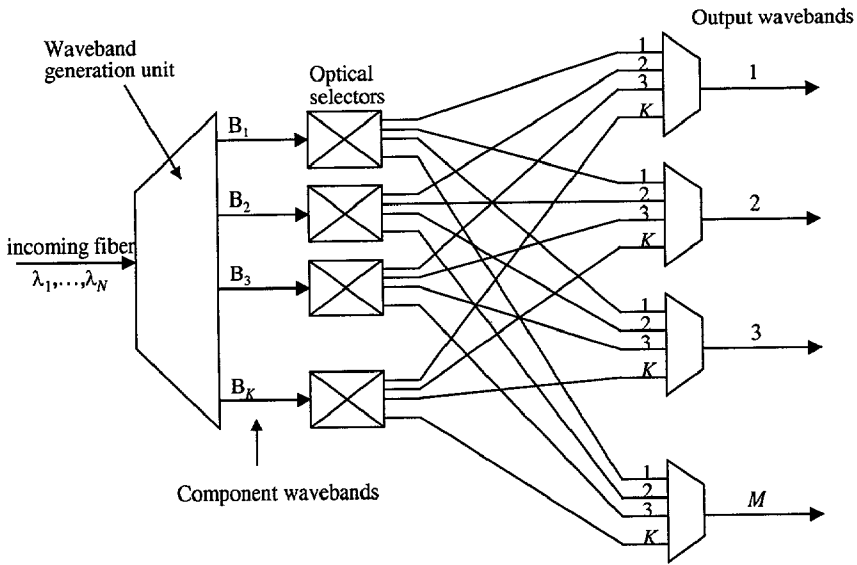 Output wavebands
Waveband
generation unit
Optical
selectors
1
2
3
K
1
B₁
1
2
3
K
2
B₂
incoming fiber
λ₁,...,λN
B₃
1
2
3
K
3
BK
Component wavebands
1
2
3
K
M